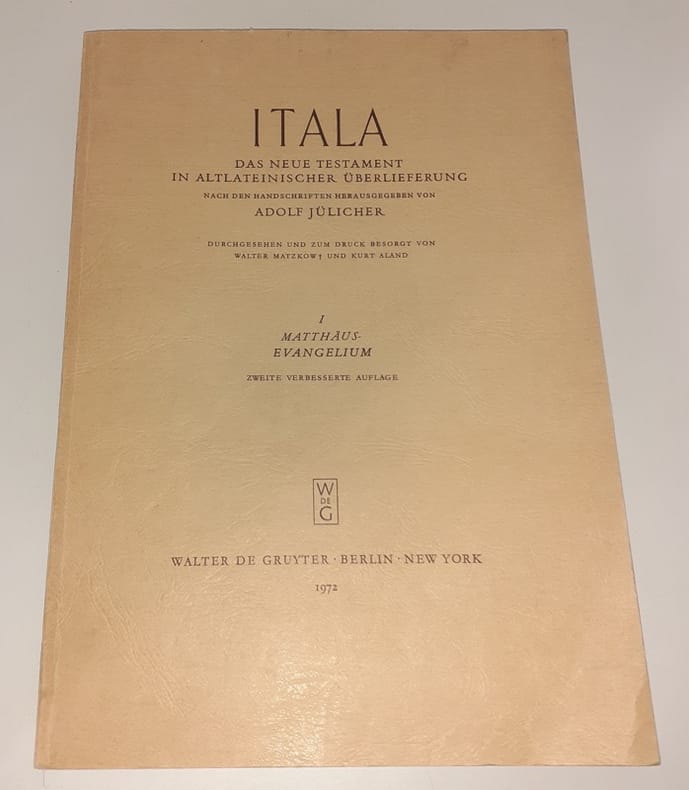 ITALA
DAS NEUE TESTAMENT
IN ALTLATEINISCHER ÜBERLIEFERUNG
NACH DEN HANDSCHRIFTEN HERAUSGEGEBEN VON
ADOLF JÜLICHER
DURCHGESEHEN UND ZUM DRUCK BESORGT VON
WALTER MATZKOW† UND KURT ALAND
I
MATTHÄUS-
EVANGELIUM
ZWEITE VERBESSERTE AUFLAGE
W
DE
G
WALTER DE GRUYTER · BERLIN · NEW YORK
1972